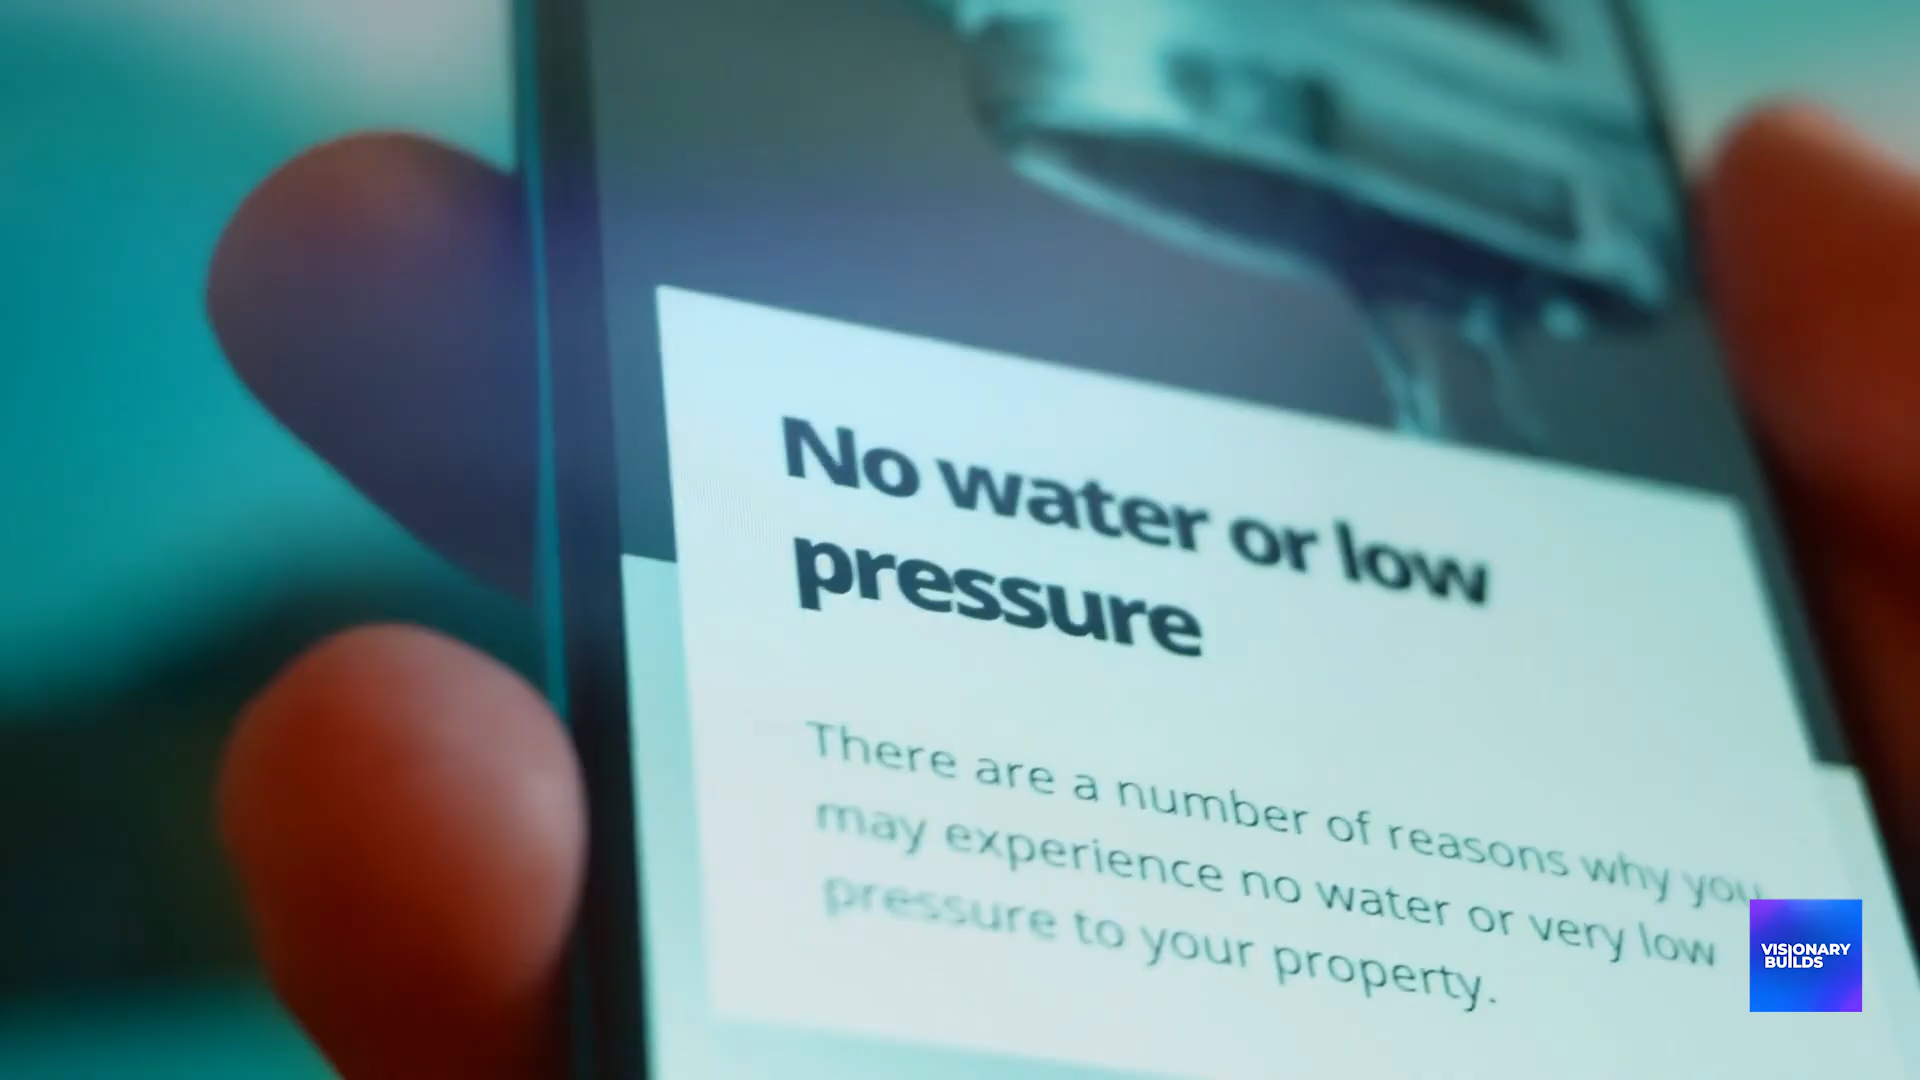 No water or low
pressure
There are a number of reasons why you
may experience no water or very low
pressure to your property.
VISIONARY
BUILDS